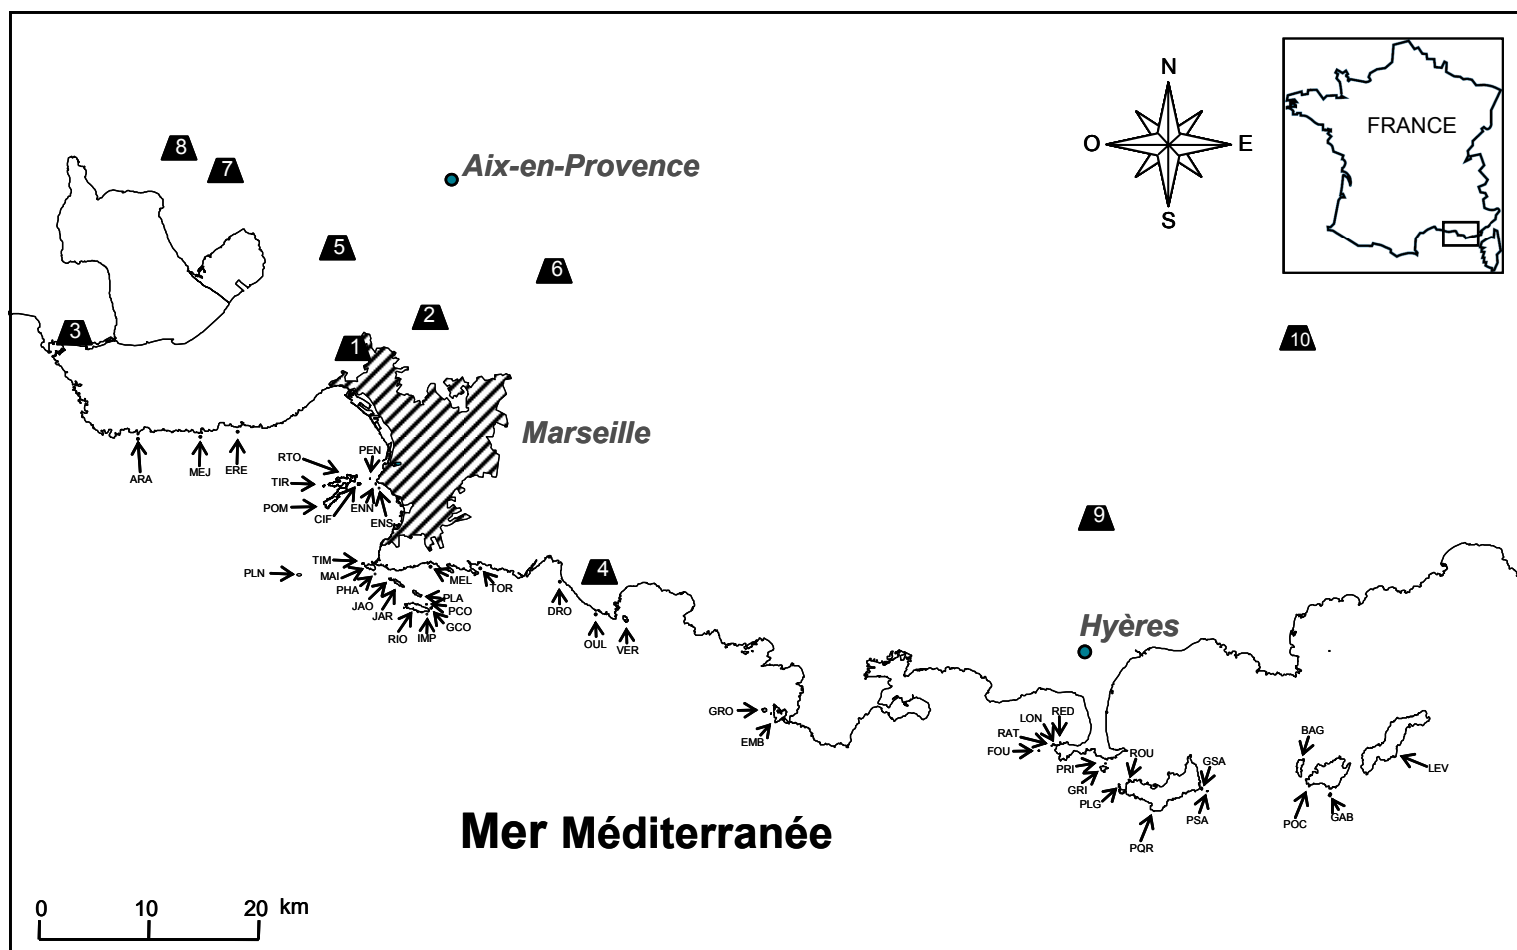 N
O
E
S
FRANCE
8
7
Aix-en-Provence
5
6
2
3
1
10
Marseille
RTO
PEN
TIR
POM
CIF
ENN
ENS
ARA
MEJ
ERE
9
TIM
PLN
MAI
PHA
JAO
JAR
RIO
IMP
MEL
PLA
PCO
GCO
TOR
4
DRO
OUL
VER
Hyères
GRO
EMB
LON
RED
RAT
FOU
PRI
GRI
PLG
ROU
GSA
PSA
PQR
BAG
POC
GAB
LEV
Mer Méditerranée
0 10 20 km